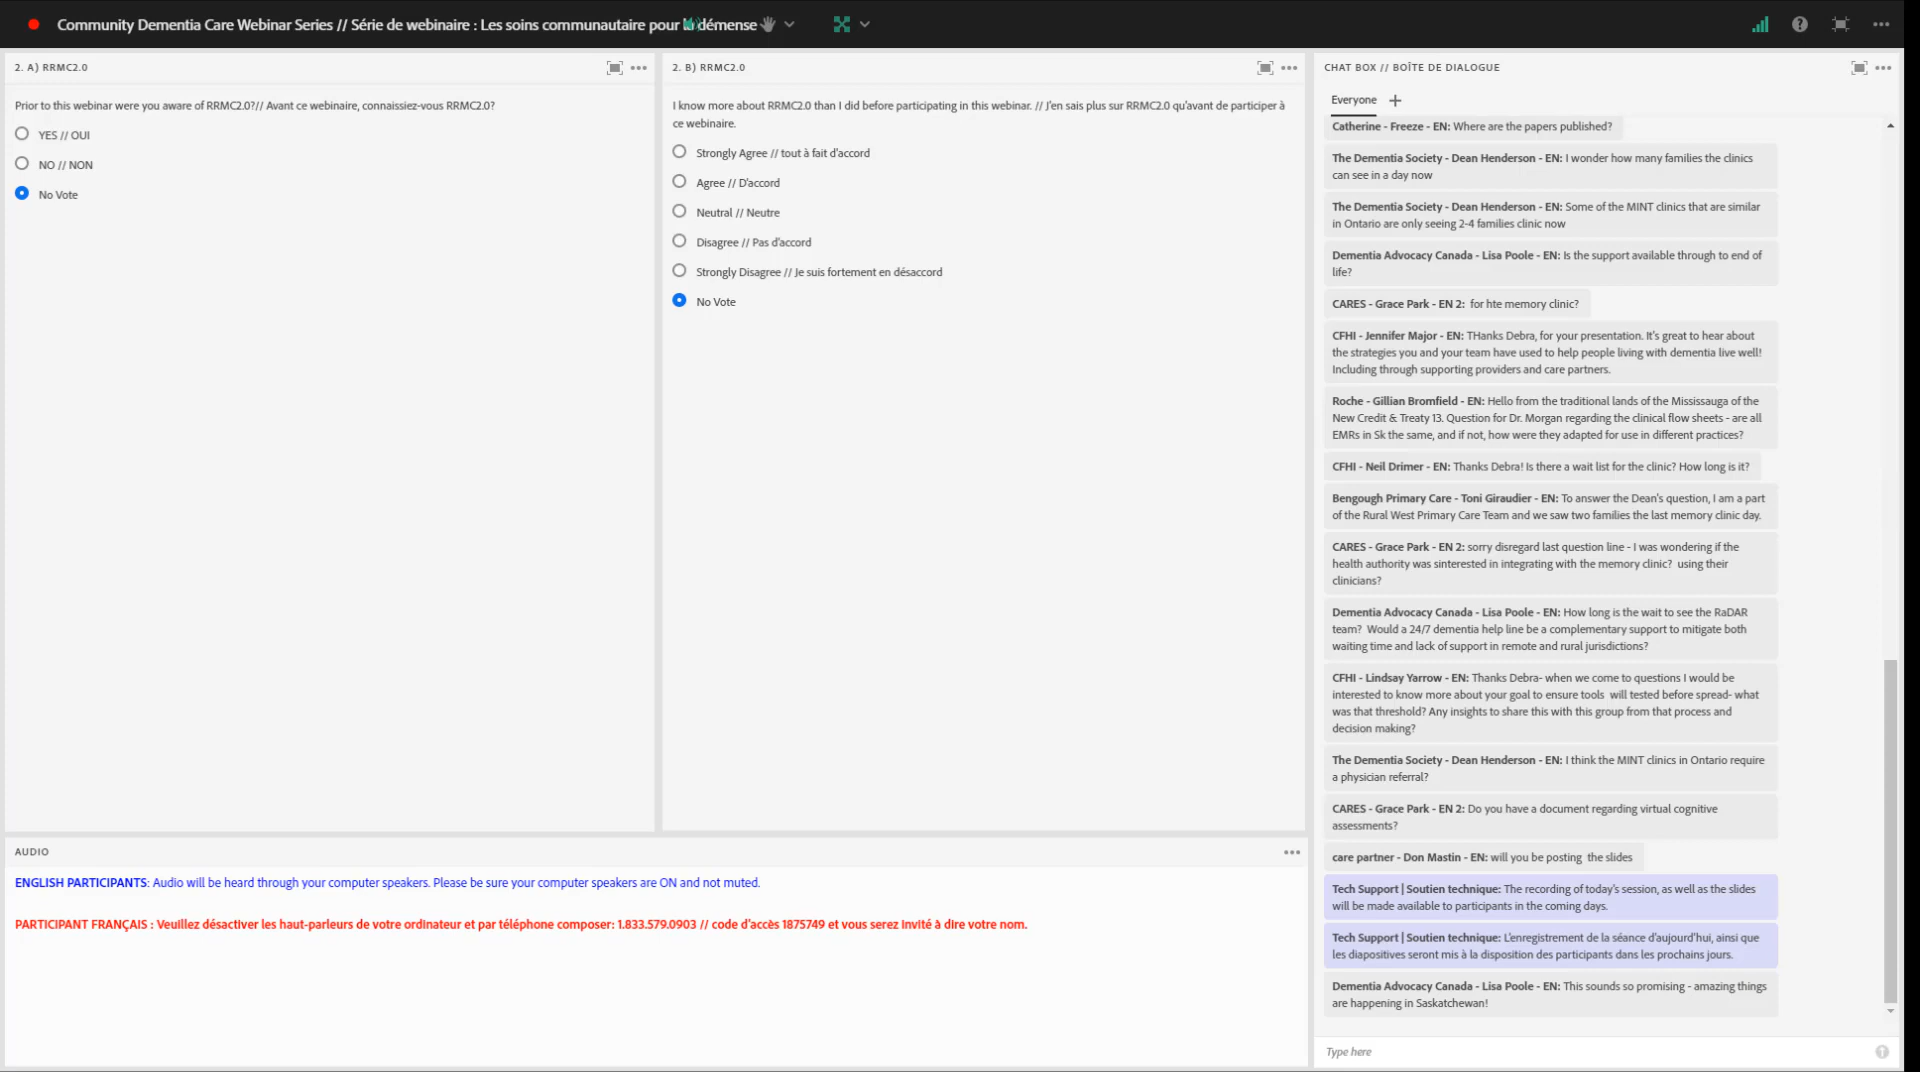 Community Dementia Care Webinar Series // Série de webinaire : Les soins communautaire pour la démense
2. A) RRMC2.0
Prior to this webinar were you aware of RRMC2.0?// Avant ce webinaire, connaissiez-vous RRMC2.0?
YES // OUI
NO // NON
No Vote
2. B) RRMC2.0
I know more about RRMC2.0 than I did before participating in this webinar. // J'en sais plus sur RRMC2.0 qu'avant de participer à
ce webinaire.
Strongly Agree // tout à fait d'accord
Agree // D'accord
Neutral // Neutre
Disagree // Pas d'accord
Strongly Disagree // Je suis fortement en désaccord
No Vote
AUDIO
ENGLISH PARTICIPANTS: Audio will be heard through your computer speakers. Please be sure your computer speakers are ON and not muted.
PARTICIPANT FRANÇAIS : Veuillez désactiver les haut-parleurs de votre ordinateur et par téléphone composer: 1.833.579.0903 // code d'accès 1875749 et vous serez invité à dire votre nom.
CHAT BOX // BOÎTE DE DIALOGUE
Everyone
Catherine - Freeze - EN: Where are the papers published?
The Dementia Society - Dean Henderson - EN: I wonder how many families the clinics
can see in a day now
The Dementia Society - Dean Henderson - EN: Some of the MINT clinics that are similar
in Ontario are only seeing 2-4 families clinic now
Dementia Advocacy Canada - Lisa Poole - EN: Is the support available through to end of
life?
CARES - Grace Park - EN 2: for hte memory clinic?
CFHI - Jennifer Major - EN: THanks Debra, for your presentation. It's great to hear about
the strategies you and your team have used to help people living with dementia live well!
Including through supporting providers and care partners.
Roche - Gillian Bromfield - EN: Hello from the traditional lands of the Mississauga of the
New Credit & Treaty 13. Question for Dr. Morgan regarding the clinical flow sheets - are all
EMRs in Sk the same, and if not, how were they adapted for use in different practices?
CFHI - Neil Drimer - EN: Thanks Debra! Is there a wait list for the clinic? How long is it?
Bengough Primary Care - Toni Giraudier - EN: To answer the Dean's question, I am a part
of the Rural West Primary Care Team and we saw two families the last memory clinic day.
CARES - Grace Park - EN 2: sorry disregard last question line - I was wondering if the
health authority was sinterested in integrating with the memory clinic? using their
clinicians?
Dementia Advocacy Canada - Lisa Poole - EN: How long is the wait to see the RaDAR
team? Would a 24/7 dementia help line be a complementary support to mitigate both
waiting time and lack of support in remote and rural jurisdictions?
CFHI - Lindsay Yarrow - EN: Thanks Debra- when we come to questions I would be
interested to know more about your goal to ensure tools will tested before spread- what
was that threshold? Any insights to share this with this group from that process and
decision making?
The Dementia Society - Dean Henderson - EN: I think the MINT clinics in Ontario require
a physician referral?
CARES - Grace Park - EN 2: Do you have a document regarding virtual cognitive
assessments?
care partner - Don Mastin - EN: will you be posting the slides
Tech Support | Soutien technique: The recording of today's session, as well as the slides
will be made available to participants in the coming days.
Tech Support | Soutien technique: L'enregistrement de la séance d'aujourd'hui, ainsi que
les diapositives seront mis à la disposition des participants dans les prochains jours.
Dementia Advocacy Canada - Lisa Poole - EN: This sounds so promising - amazing things
are happening in Saskatchewan!
Type here